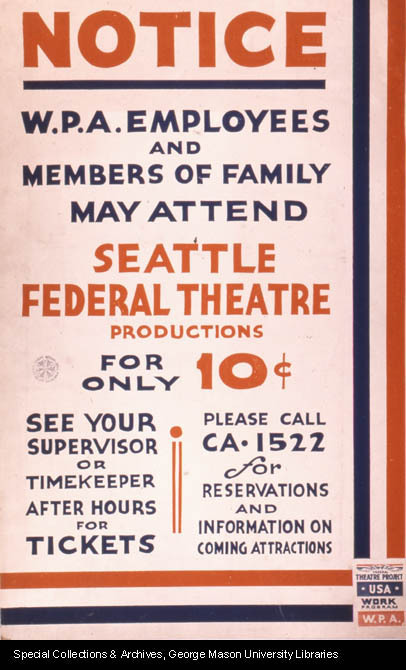 NOTICE
W.P.A. EMPLOYEES
AND
MEMBERS OF FAMILY
MAY ATTEND
SEATTLE
FEDERAL THEATRE
PRODUCTIONS
FOR
ONLY 10¢
SEE YOUR
SUPERVISOR
OR
TIMEKEEPER
AFTER HOURS
FOR
TICKETS
PLEASE CALL
CA·1522
for
RESERVATIONS
AND
INFORMATION ON
COMING ATTRACTIONS
FEDERAL
THEATRE PROJECT
USA
WORK
PROGRAM
W.P.A.
Special Collections & Archives, George Mason University Libraries